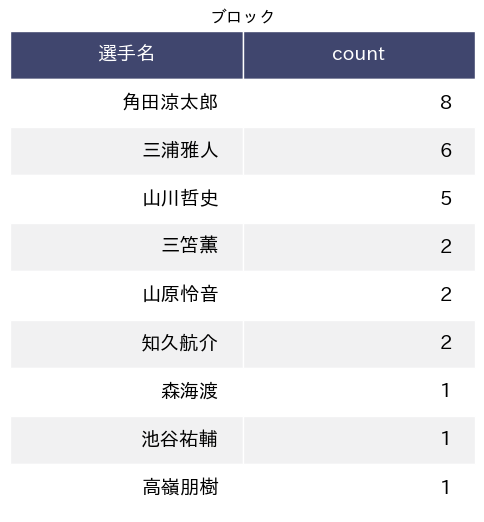 ブロック
選手名 count
角田涼太郎 8
三浦雅人 6
山川哲史 5
三笘薫 2
山原怜音 2
知久航介 2
森海渡 1
池谷祐輔 1
高嶺朋樹 1